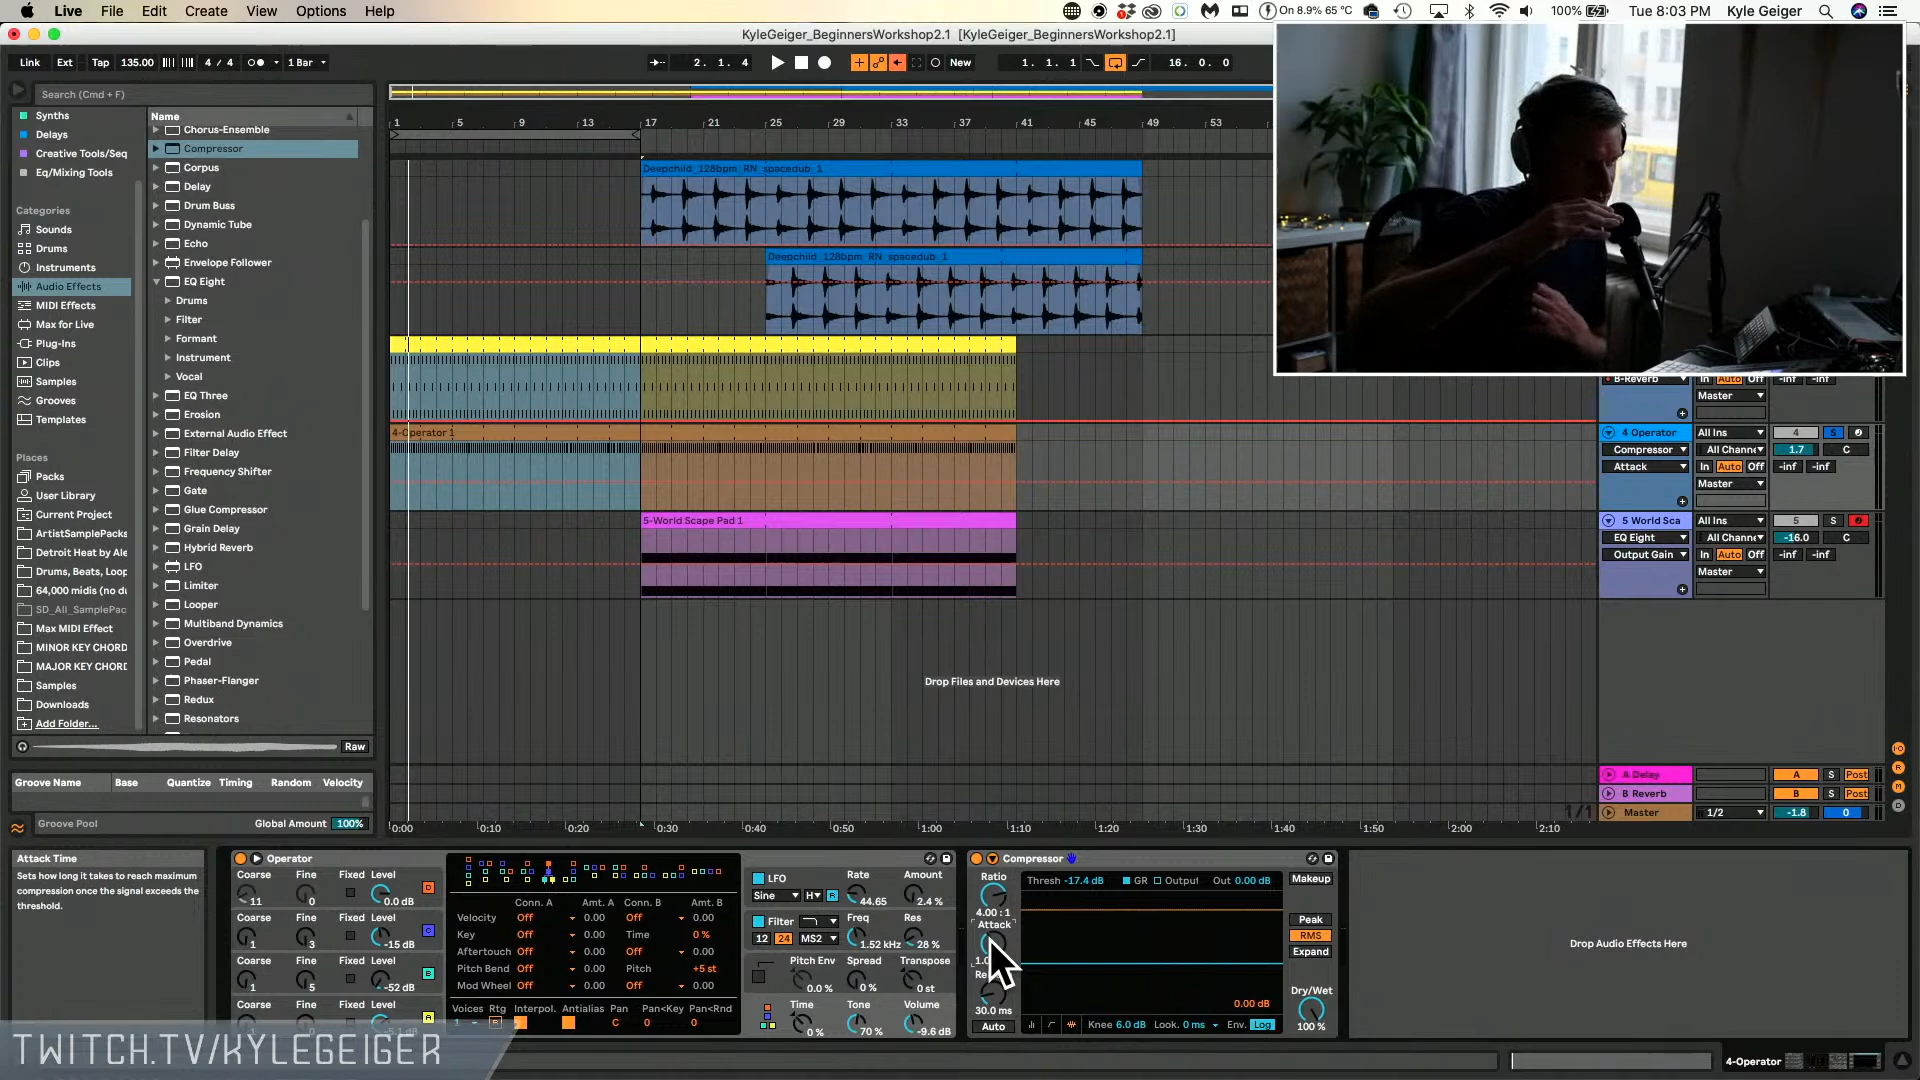 Live File Edit Create View Options Help On 8.9% 65 °C 100% Tue 8:03 PM Kyle Geiger
KyleGeiger_BeginnersWorkshop2.1 [KyleGeiger_BeginnersWorkshop2.1]
Link Ext Tap 135.00 4 / 4 1 Bar 2. 1. 4 New 1. 1. 1 16. 0. 0
Search (Cmd + F)
Synths
Delays
Creative Tools/Seq
Eq/Mixing Tools
Categories
Sounds
Drums
Instruments
Audio Effects
MIDI Effects
Max for Live
Plug-Ins
Clips
Samples
Grooves
Templates
Places
Packs
User Library
Current Project
ArtistSamplePacks
Detroit Heat by Ale
Drums, Beats, Loop
64,000 midis (no du
SD_All_SamplePac
Max MIDI Effect
MINOR KEY CHORD
MAJOR KEY CHORD
Samples
Downloads
Add Folder...
Name
Chorus-Ensemble
Compressor
Corpus
Delay
Drum Buss
Dynamic Tube
Echo
Envelope Follower
EQ Eight
Drums
Filter
Formant
Instrument
Vocal
EQ Three
Erosion
External Audio Effect
Filter Delay
Frequency Shifter
Gate
Glue Compressor
Grain Delay
Hybrid Reverb
LFO
Limiter
Looper
Multiband Dynamics
Overdrive
Pedal
Phaser-Flanger
Redux
Resonators
Raw
Groove Name Base Quantize Timing Random Velocity
Groove Pool Global Amount 100%
1 5 9 13 17 21 25 29 33 37 41 45 49 53
Deepchild_128bpm_RN_spacedub_1
Deepchild_128bpm_RN_spacedub_1
4-Operator 1
5-World Scape Pad 1
Drop Files and Devices Here
1/1
0:00 0:10 0:20 0:30 0:40 0:50 1:00 1:10 1:20 1:30 1:40 1:50 2:00 2:10
B-Reverb In Auto Off -inf -inf
Master
4 Operator All Ins 4 S
Compressor All Channe 1.7 C
Attack In Auto Off -inf -inf
Master
5 World Sca All Ins 5 S
EQ Eight All Channe -16.0 C
Output Gain In Auto Off -inf -inf
Master
A Delay A S Post
B Reverb B S Post
Master 1/2 -1.8 0
Attack Time
Sets how long it takes to reach maximum
compression once the signal exceeds the
threshold.
Operator
Coarse Fine Fixed Level
11 0 0.0 dB D
Coarse Fine Fixed Level
1 3 -15 dB C
Coarse Fine Fixed Level
1 5 -52 dB B
Coarse Fine Fixed Level
A
Conn. A Amt. A Conn. B Amt. B
Velocity Off 0.00 Off 0.00
Key Off 0.00 Time 0 %
Aftertouch Off 0.00 Off 0.00
Pitch Bend Off 0.00 Pitch +5 st
Mod Wheel Off 0.00 Off 0.00
Voices Rtg Interpol. Antialias Pan Pan<Key Pan<Rnd
R C 0 0
LFO Rate Amount
Sine H R 44.65 2.4 %
Filter Freq Res
12 24 MS2 1.52 kHz 28 %
Pitch Env Spread Transpose
0.0 % 0 % 0 st
Time Tone Volume
0 % 70 % -9.6 dB
Compressor
Ratio
4.00 : 1
Attack
30.0 ms
Auto
Thresh -17.4 dB GR Output Out 0.00 dB
0.00 dB
Knee 6.0 dB Look. 0 ms Env. Log
Makeup
Peak
RMS
Expand
Dry/Wet
100 %
Drop Audio Effects Here
TWITCH.TV/KYLEGEIGER
4-Operator